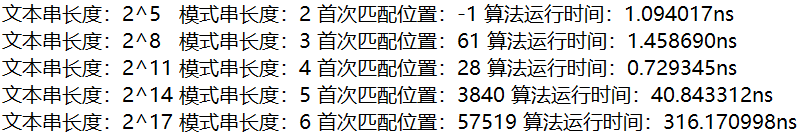 文本串长度：2^5 模式串长度：2 首次匹配位置：-1 算法运行时间：1.094017ns
文本串长度：2^8 模式串长度：3 首次匹配位置：61 算法运行时间：1.458690ns
文本串长度：2^11 模式串长度：4 首次匹配位置：28 算法运行时间：0.729345ns
文本串长度：2^14 模式串长度：5 首次匹配位置：3840 算法运行时间：40.843312ns
文本串长度：2^17 模式串长度：6 首次匹配位置：57519 算法运行时间：316.170998ns